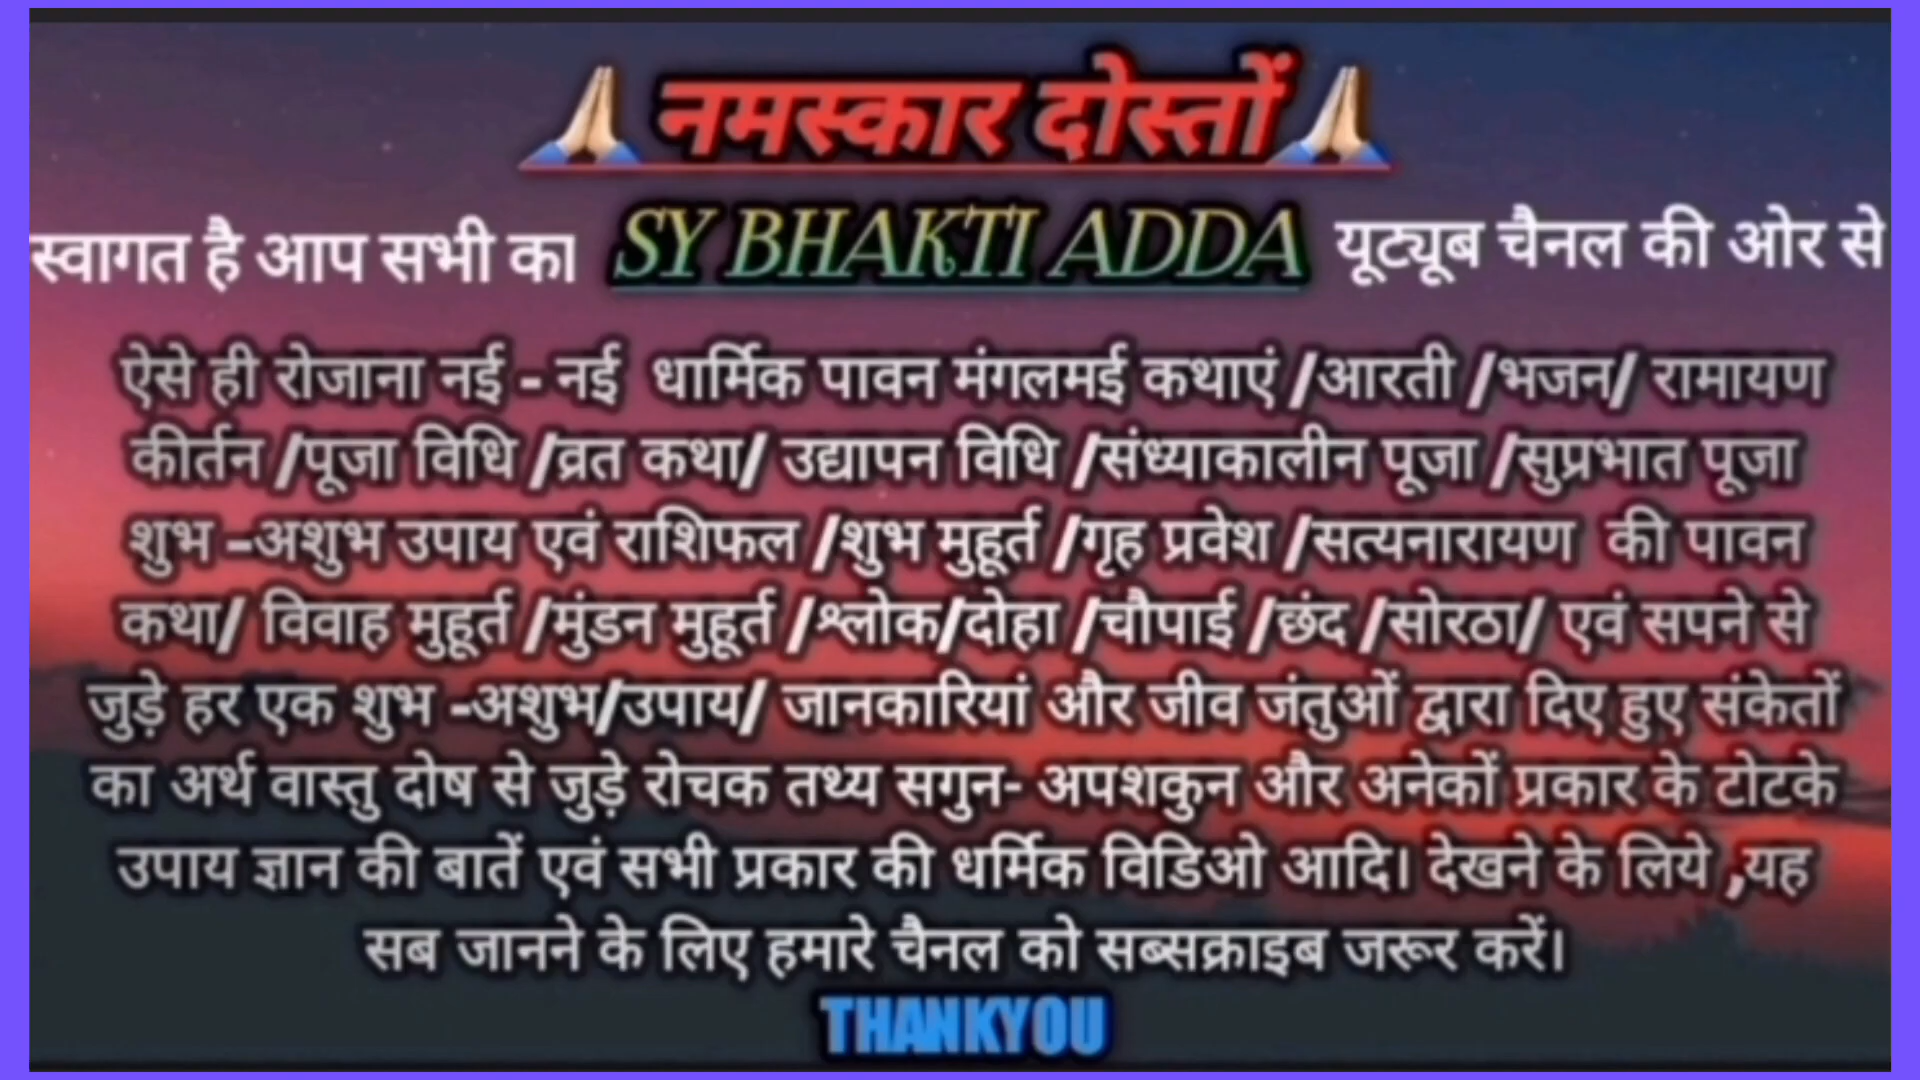 🙏 नमस्कार दोस्तों 🙏
स्वागत है आप सभी का SY BHAKTI ADDA यूट्यूब चैनल की ओर से
ऐसे ही रोजाना नई - नई धार्मिक पावन मंगलमई कथाएं /आरती /भजन/ रामायण
कीर्तन /पूजा विधि /व्रत कथा/ उद्यापन विधि /संध्याकालीन पूजा /सुप्रभात पूजा
शुभ -अशुभ उपाय एवं राशिफल /शुभ मुहूर्त /गृह प्रवेश /सत्यनारायण की पावन
कथा/ विवाह मुहूर्त /मुंडन मुहूर्त /श्लोक/दोहा /चौपाई /छंद /सोरठा/ एवं सपने से
जुड़े हर एक शुभ -अशुभ/उपाय/ जानकारियां और जीव जंतुओं द्वारा दिए हुए संकेतों
का अर्थ वास्तु दोष से जुड़े रोचक तथ्य सगुन- अपशकुन और अनेकों प्रकार के टोटके
उपाय ज्ञान की बातें एवं सभी प्रकार की धर्मिक विडिओ आदि। देखने के लिये ,यह
सब जानने के लिए हमारे चैनल को सब्सक्राइब जरूर करें।
THANKYOU